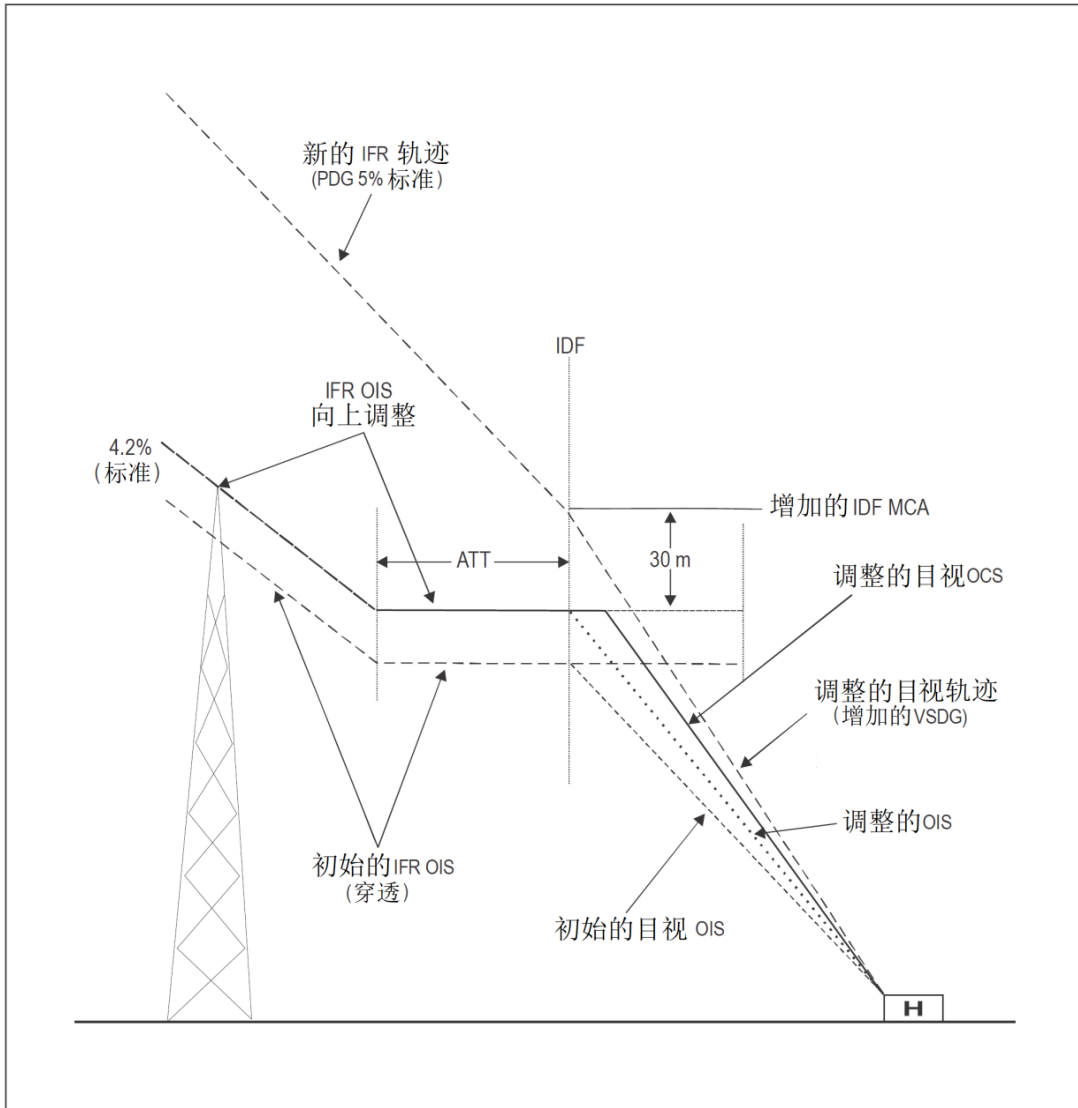 新的 IFR 轨迹
(PDG 5% 标准)
IDF
IFR OIS
向上调整
4.2%
(标准)
增加的 IDF MCA
ATT
30 m
调整的目视OCS
调整的目视轨迹
(增加的VSDG)
调整的OIS
初始的IFR OIS
(穿透)
初始的目视 OIS
H